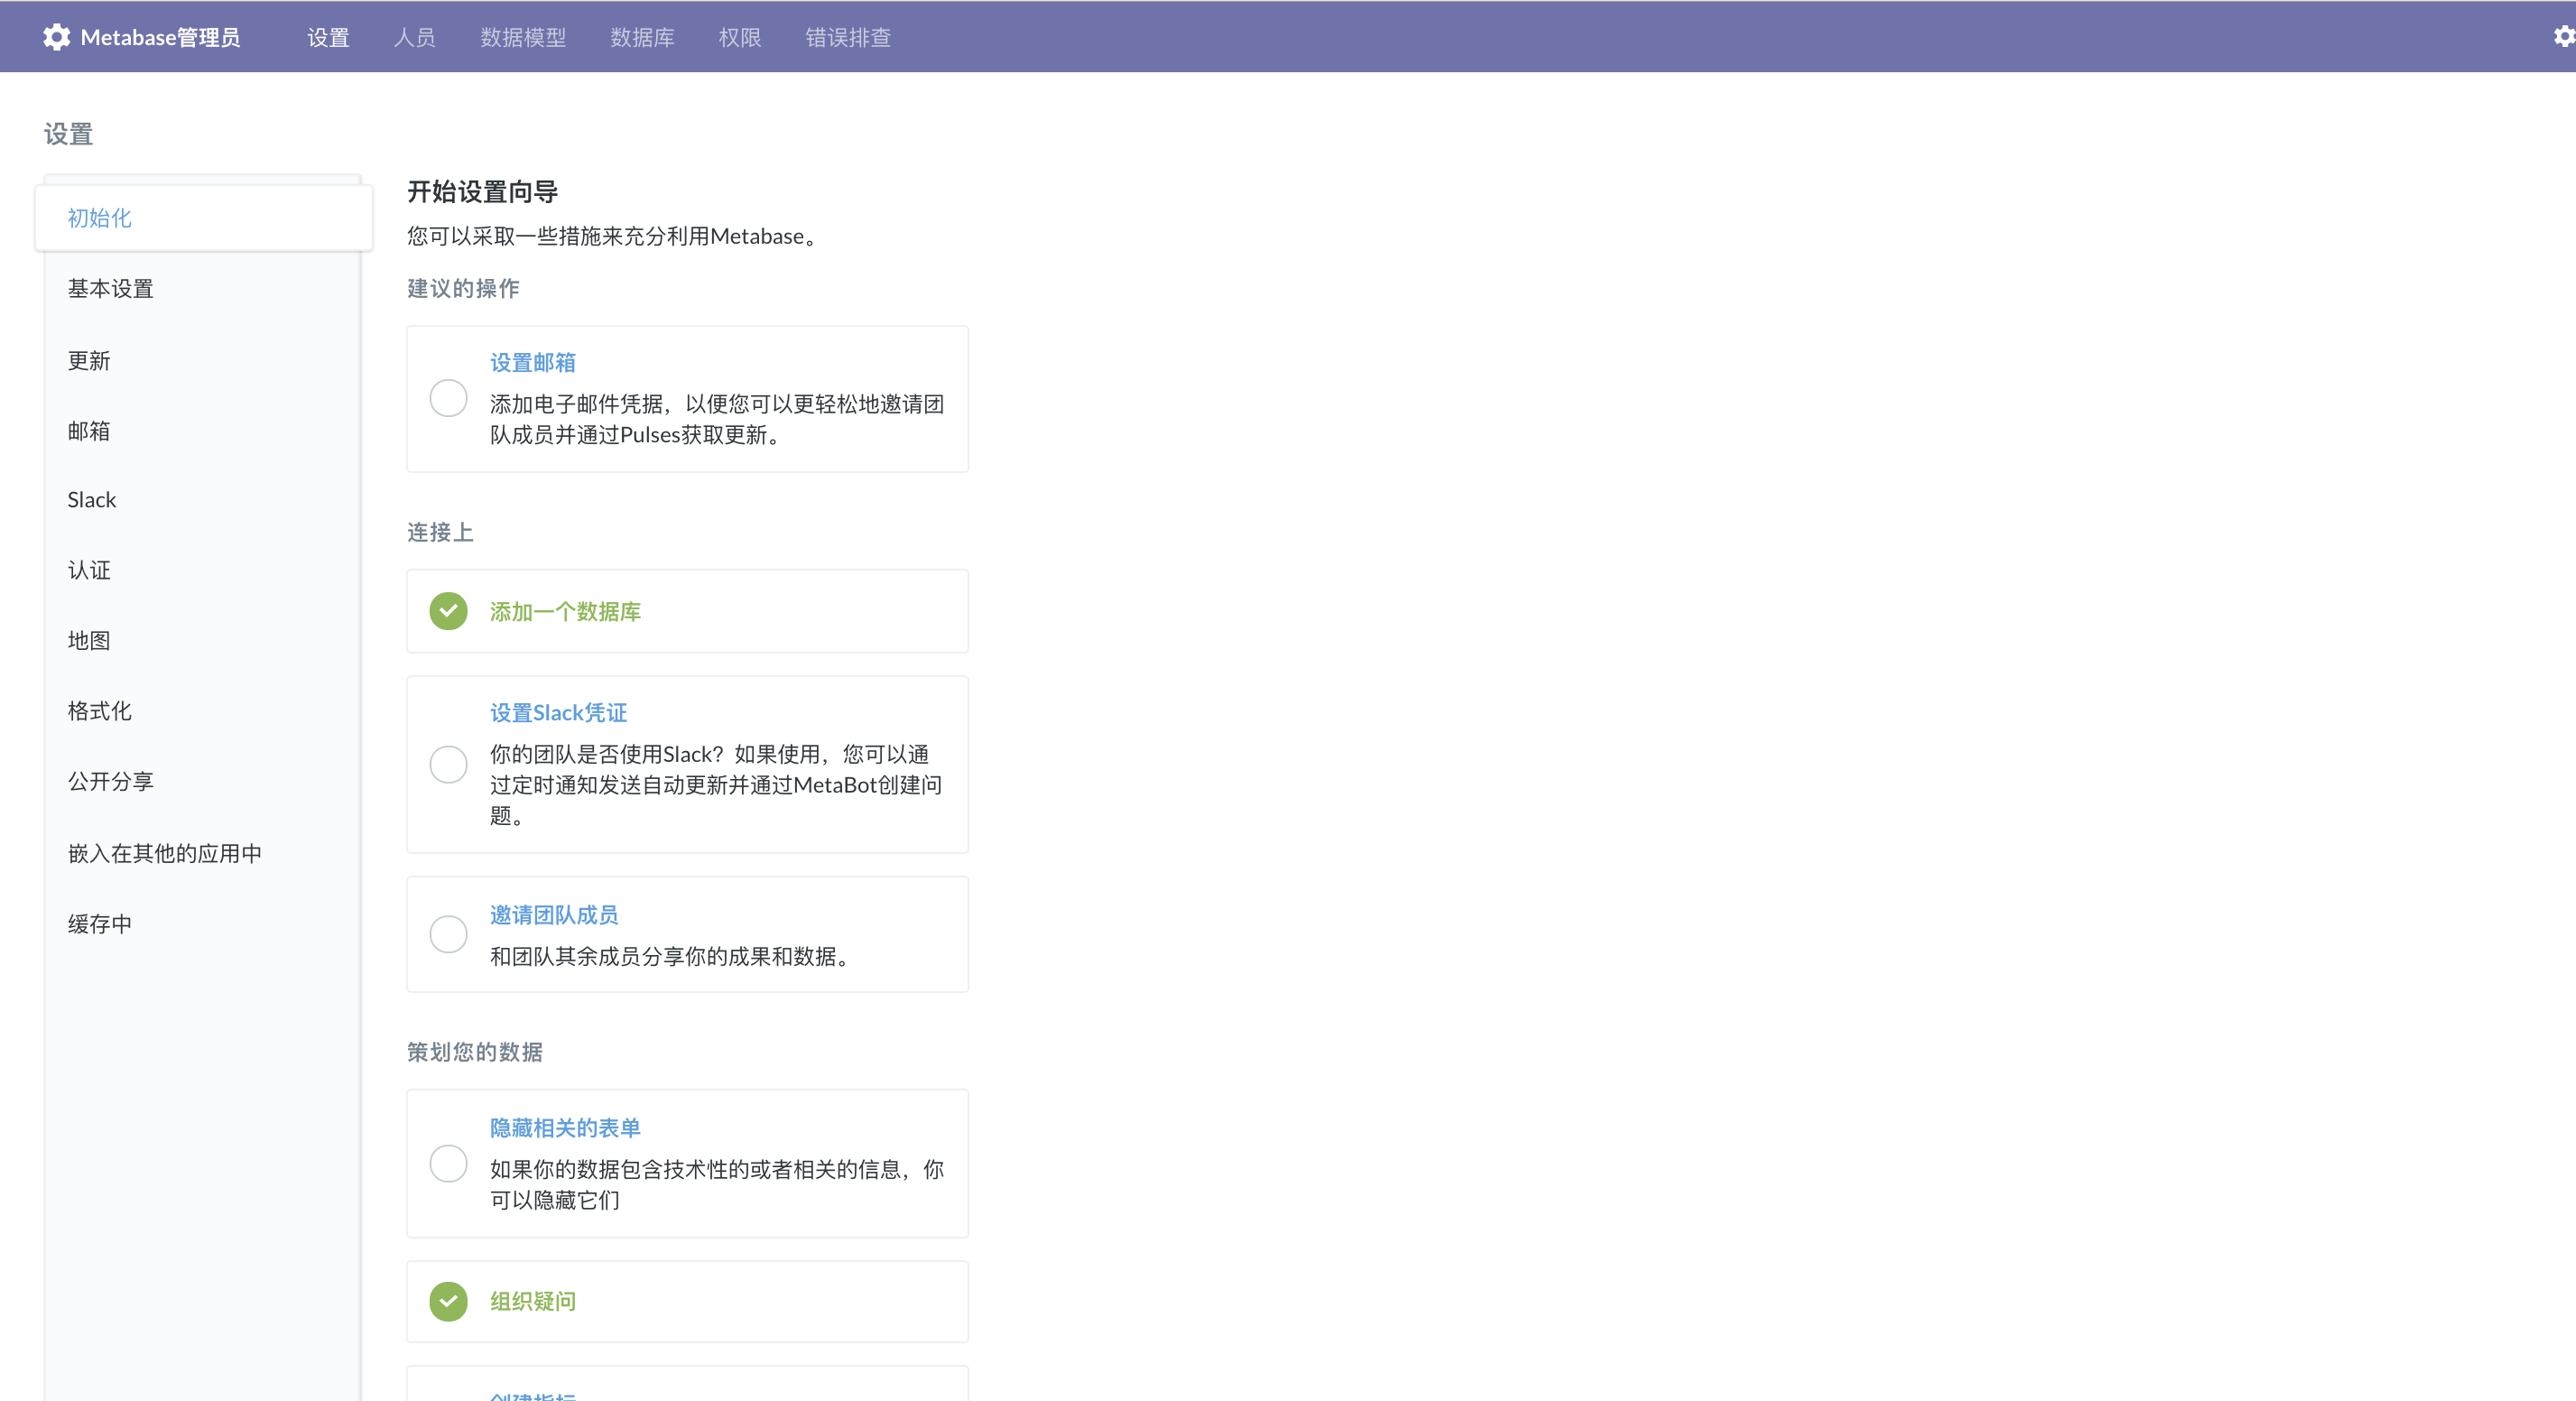 Metabase管理员 设置 人员 数据模型 数据库 权限 错误排查
设置
初始化
基本设置
更新
邮箱
Slack
认证
地图
格式化
公开分享
嵌入在其他的应用中
缓存中
开始设置向导
您可以采取一些措施来充分利用Metabase。
建议的操作
设置邮箱
添加电子邮件凭据，以便您可以更轻松地邀请团
队成员并通过Pulses获取更新。
连接上
添加一个数据库
设置Slack凭证
你的团队是否使用Slack？如果使用，您可以通
过定时通知发送自动更新并通过MetaBot创建问
题。
邀请团队成员
和团队其余成员分享你的成果和数据。
策划您的数据
隐藏相关的表单
如果你的数据包含技术性的或者相关的信息，你
可以隐藏它们
组织疑问
创建指标